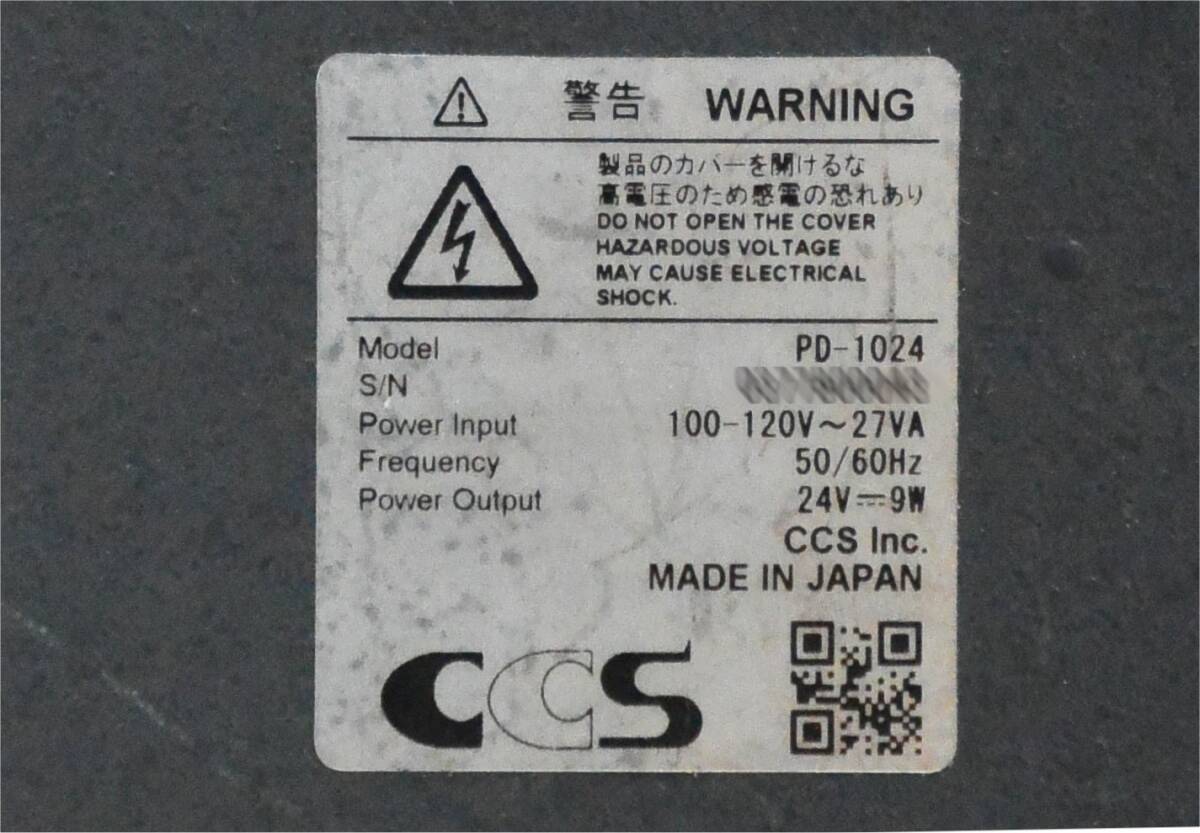 警告 WARNING
製品のカバーを開けるな
高電圧のため感電の恐れあり
DO NOT OPEN THE COVER
HAZARDOUS VOLTAGE
MAY CAUSE ELECTRICAL
SHOCK.
Model PD-1024
S/N
Power Input 100-120V～27VA
Frequency 50/60Hz
Power Output 24V⎓9W
CCS Inc.
MADE IN JAPAN
CCS